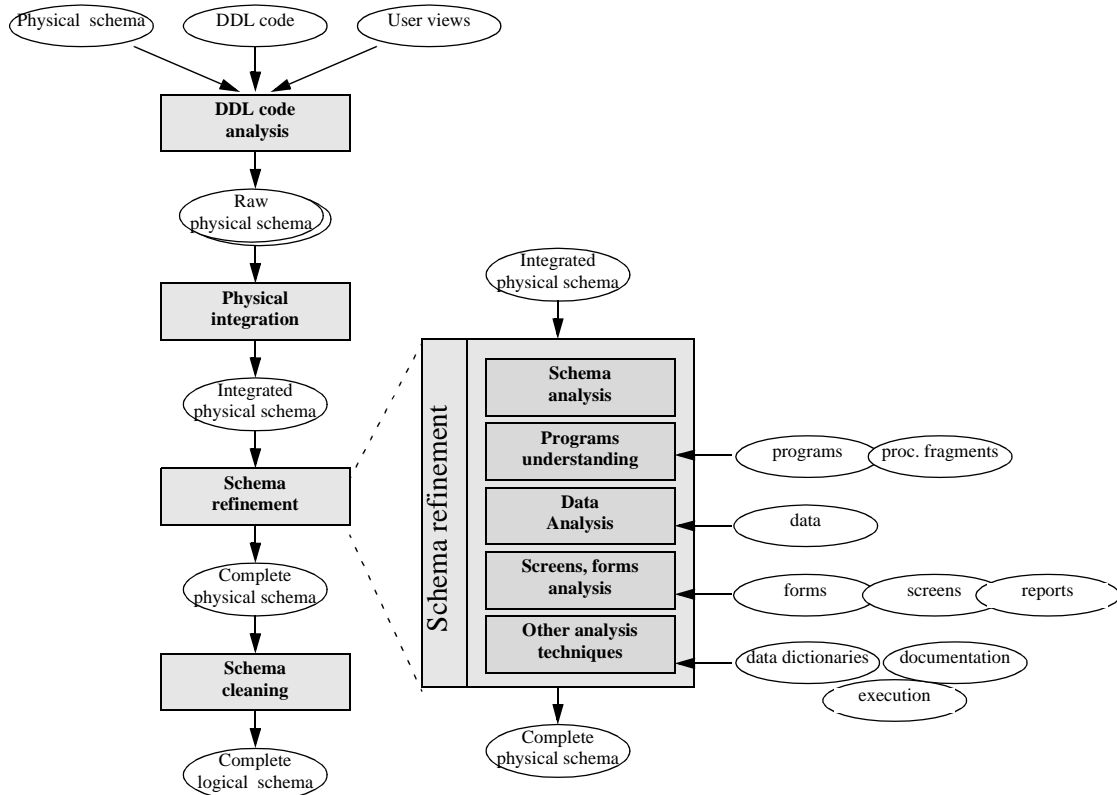 Physical schema
DDL code
User views
DDL code
analysis
Raw
physical schema
Physical
integration
Integrated
physical schema
Schema
refinement
Complete
physical schema
Schema
cleaning
Complete
logical schema
Integrated
physical schema
Schema refinement
Schema
analysis
Programs
understanding
programs
proc. fragments
Data
Analysis
data
Screens, forms
analysis
forms
screens
reports
Other analysis
techniques
data dictionaries
documentation
execution
Complete
physical schema